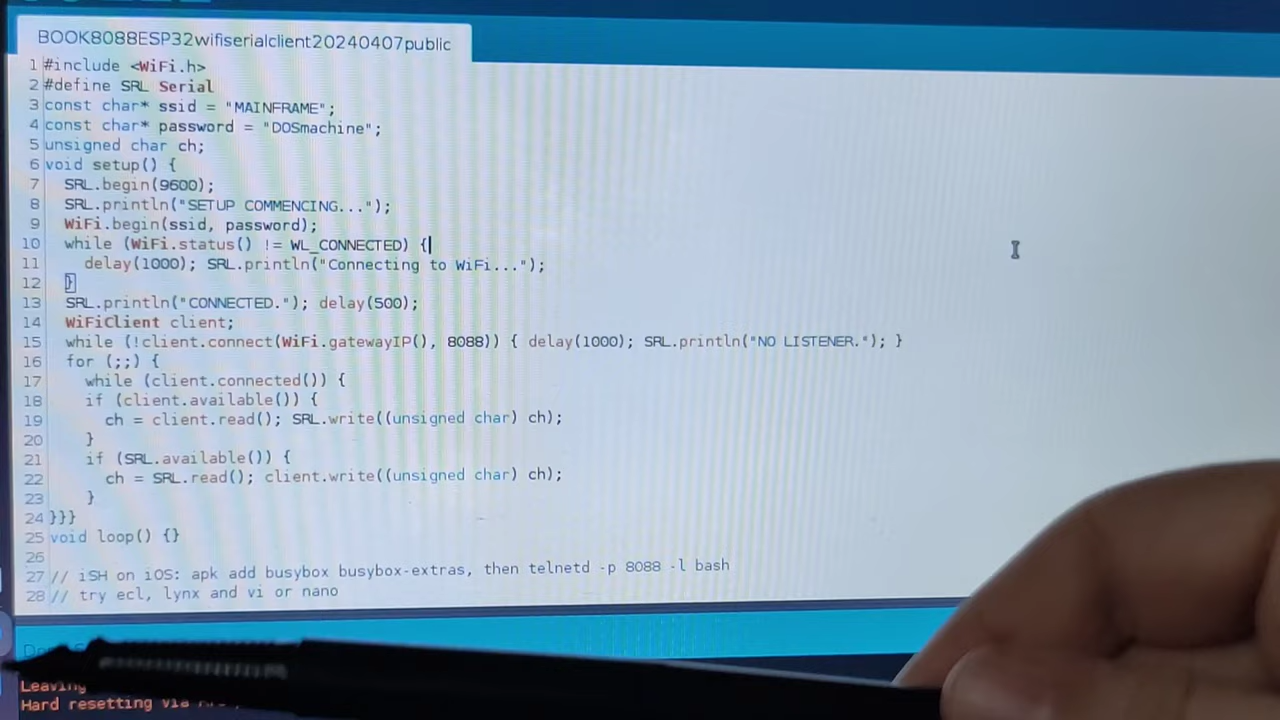 BOOK8088ESP32wifiserialclient20240407public
1 #include <WiFi.h>
2 #define SRL Serial
3 const char* ssid = "MAINFRAME";
4 const char* password = "DOSmachine";
5 unsigned char ch;
6 void setup() {
7 SRL.begin(9600);
8 SRL.println("SETUP COMMENCING...");
9 WiFi.begin(ssid, password);
10 while (WiFi.status() != WL_CONNECTED) {
11 delay(1000); SRL.println("Connecting to WiFi...");
12 }
13 SRL.println("CONNECTED."); delay(500);
14 WiFiClient client;
15 while (!client.connect(WiFi.gatewayIP(), 8088)) { delay(1000); SRL.println("NO LISTENER."); }
16 for (;;) {
17 while (client.connected()) {
18 if (client.available()) {
19 ch = client.read(); SRL.write((unsigned char) ch);
20 }
21 if (SRL.available()) {
22 ch = SRL.read(); client.write((unsigned char) ch);
23 }
24 }}}
25 void loop() {}
26
27 // iSH on iOS: apk add busybox busybox-extras, then telnetd -p 8088 -l bash
28 // try ecl, lynx and vi or nano
Leaving
Hard resetting via